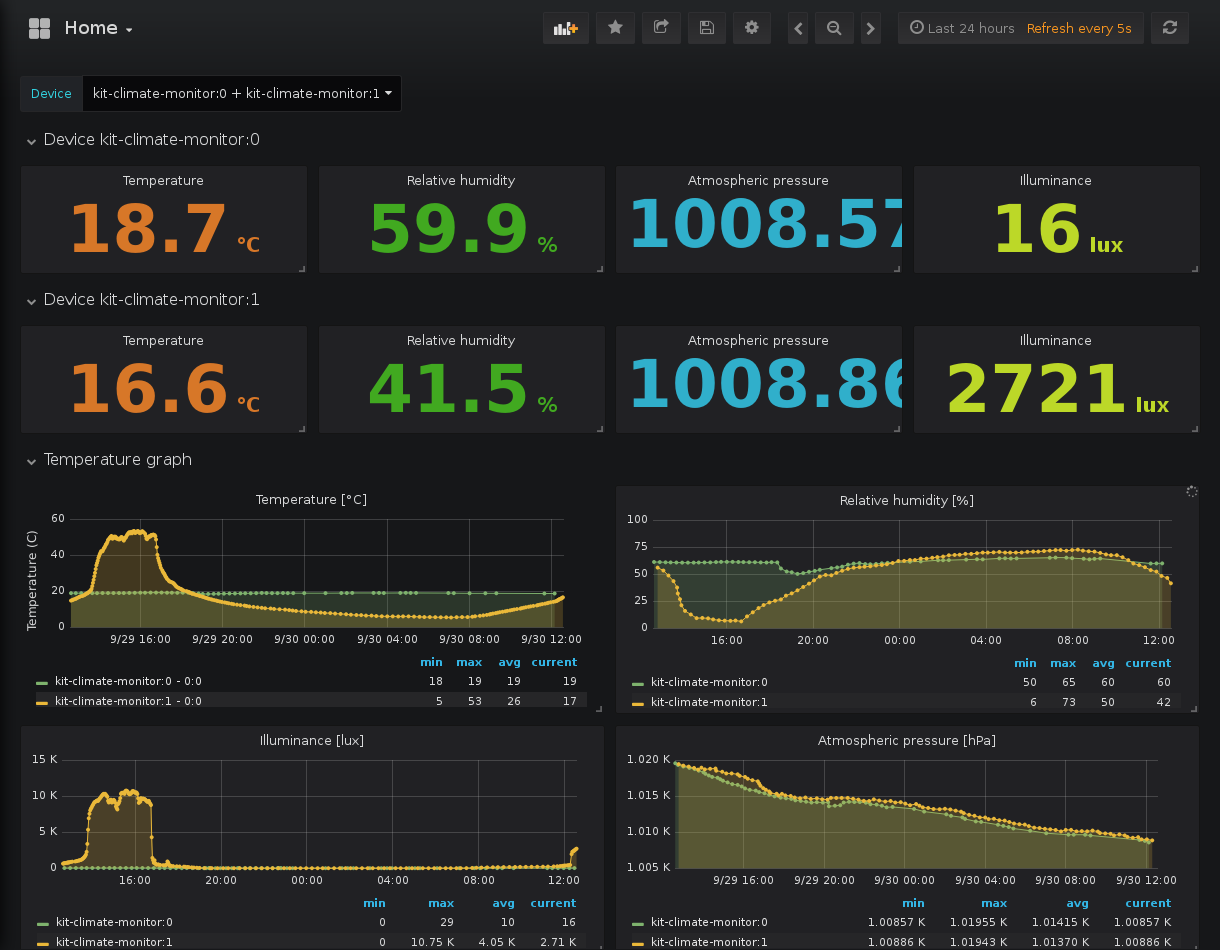 Home
Last 24 hours Refresh every 5s
Device kit-climate-monitor:0 + kit-climate-monitor:1
Device kit-climate-monitor:0
Temperature Relative humidity Atmospheric pressure Illuminance
18.7 °C 59.9 % 1008.57 16 lux
Device kit-climate-monitor:1
Temperature Relative humidity Atmospheric pressure Illuminance
16.6 °C 41.5 % 1008.86 2721 lux
Temperature graph
Temperature [°C]
Temperature (C)
60
40
20
0
9/29 16:00 9/29 20:00 9/30 00:00 9/30 04:00 9/30 08:00 9/30 12:00
min max avg current
kit-climate-monitor:0 - 0:0 18 19 19 19
kit-climate-monitor:1 - 0:0 5 53 26 17
Relative humidity [%]
100
75
50
25
0
16:00 20:00 00:00 04:00 08:00 12:00
min max avg current
kit-climate-monitor:0 50 65 60 60
kit-climate-monitor:1 6 73 50 42
Illuminance [lux]
15 K
10 K
5 K
0
16:00 20:00 00:00 04:00 08:00 12:00
min max avg current
kit-climate-monitor:0 0 29 10 16
kit-climate-monitor:1 0 10.75 K 4.05 K 2.71 K
Atmospheric pressure [hPa]
1.020 K
1.015 K
1.010 K
1.005 K
9/29 16:00 9/29 20:00 9/30 00:00 9/30 04:00 9/30 08:00 9/30 12:00
min max avg current
kit-climate-monitor:0 1.00857 K 1.01955 K 1.01415 K 1.00857 K
kit-climate-monitor:1 1.00886 K 1.01943 K 1.01370 K 1.00886 K